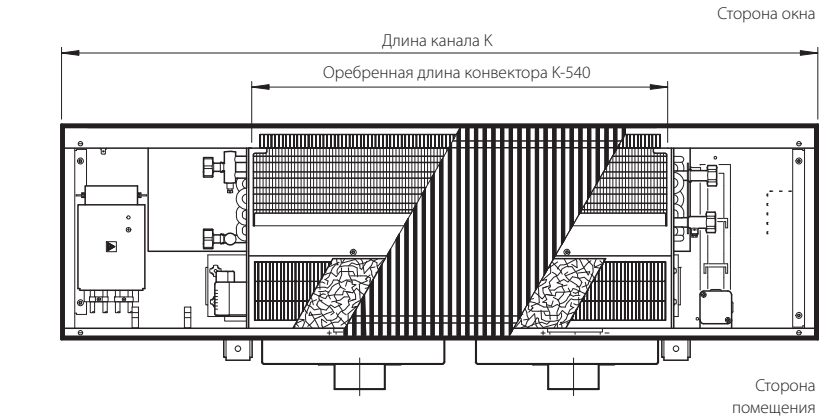 Сторона окна
Длина канала К
Оребренная длина конвектора К-540
Сторона
помещения